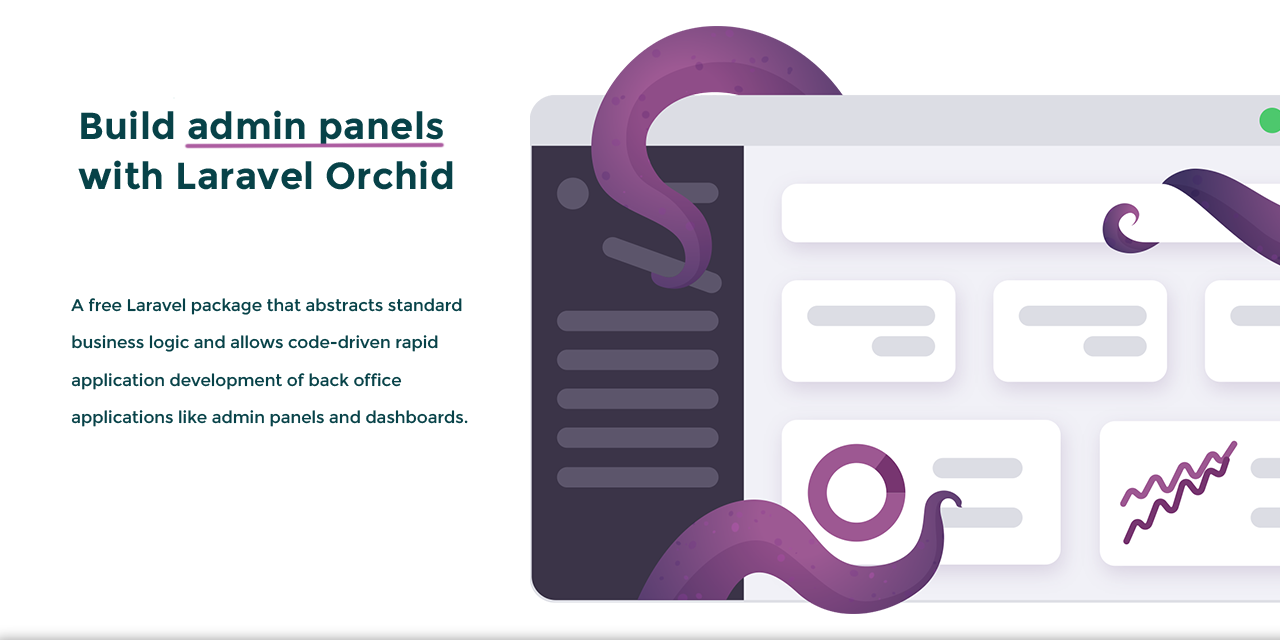 Build admin panels
with Laravel Orchid
A free Laravel package that abstracts standard
business logic and allows code-driven rapid
application development of back office
applications like admin panels and dashboards.